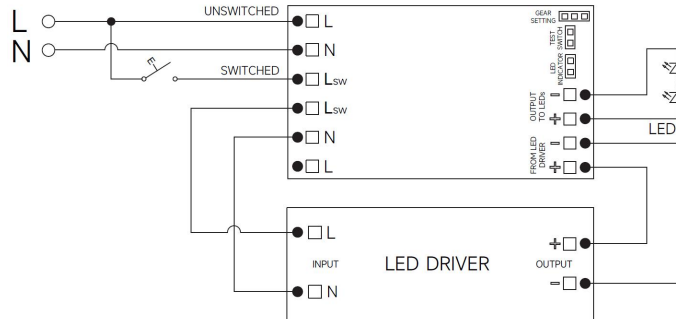 L
N
UNSWITCHED
SWITCHED
E
L
N
Lsw
Lsw
N
L
GEAR
SETTING
TEST
SWITCH
LED
INDICATOR
OUTPUT
TO LEDs
-
+
FROM LED
DRIVER
-
+
LED
L
INPUT
N
LED DRIVER
OUTPUT
+
-